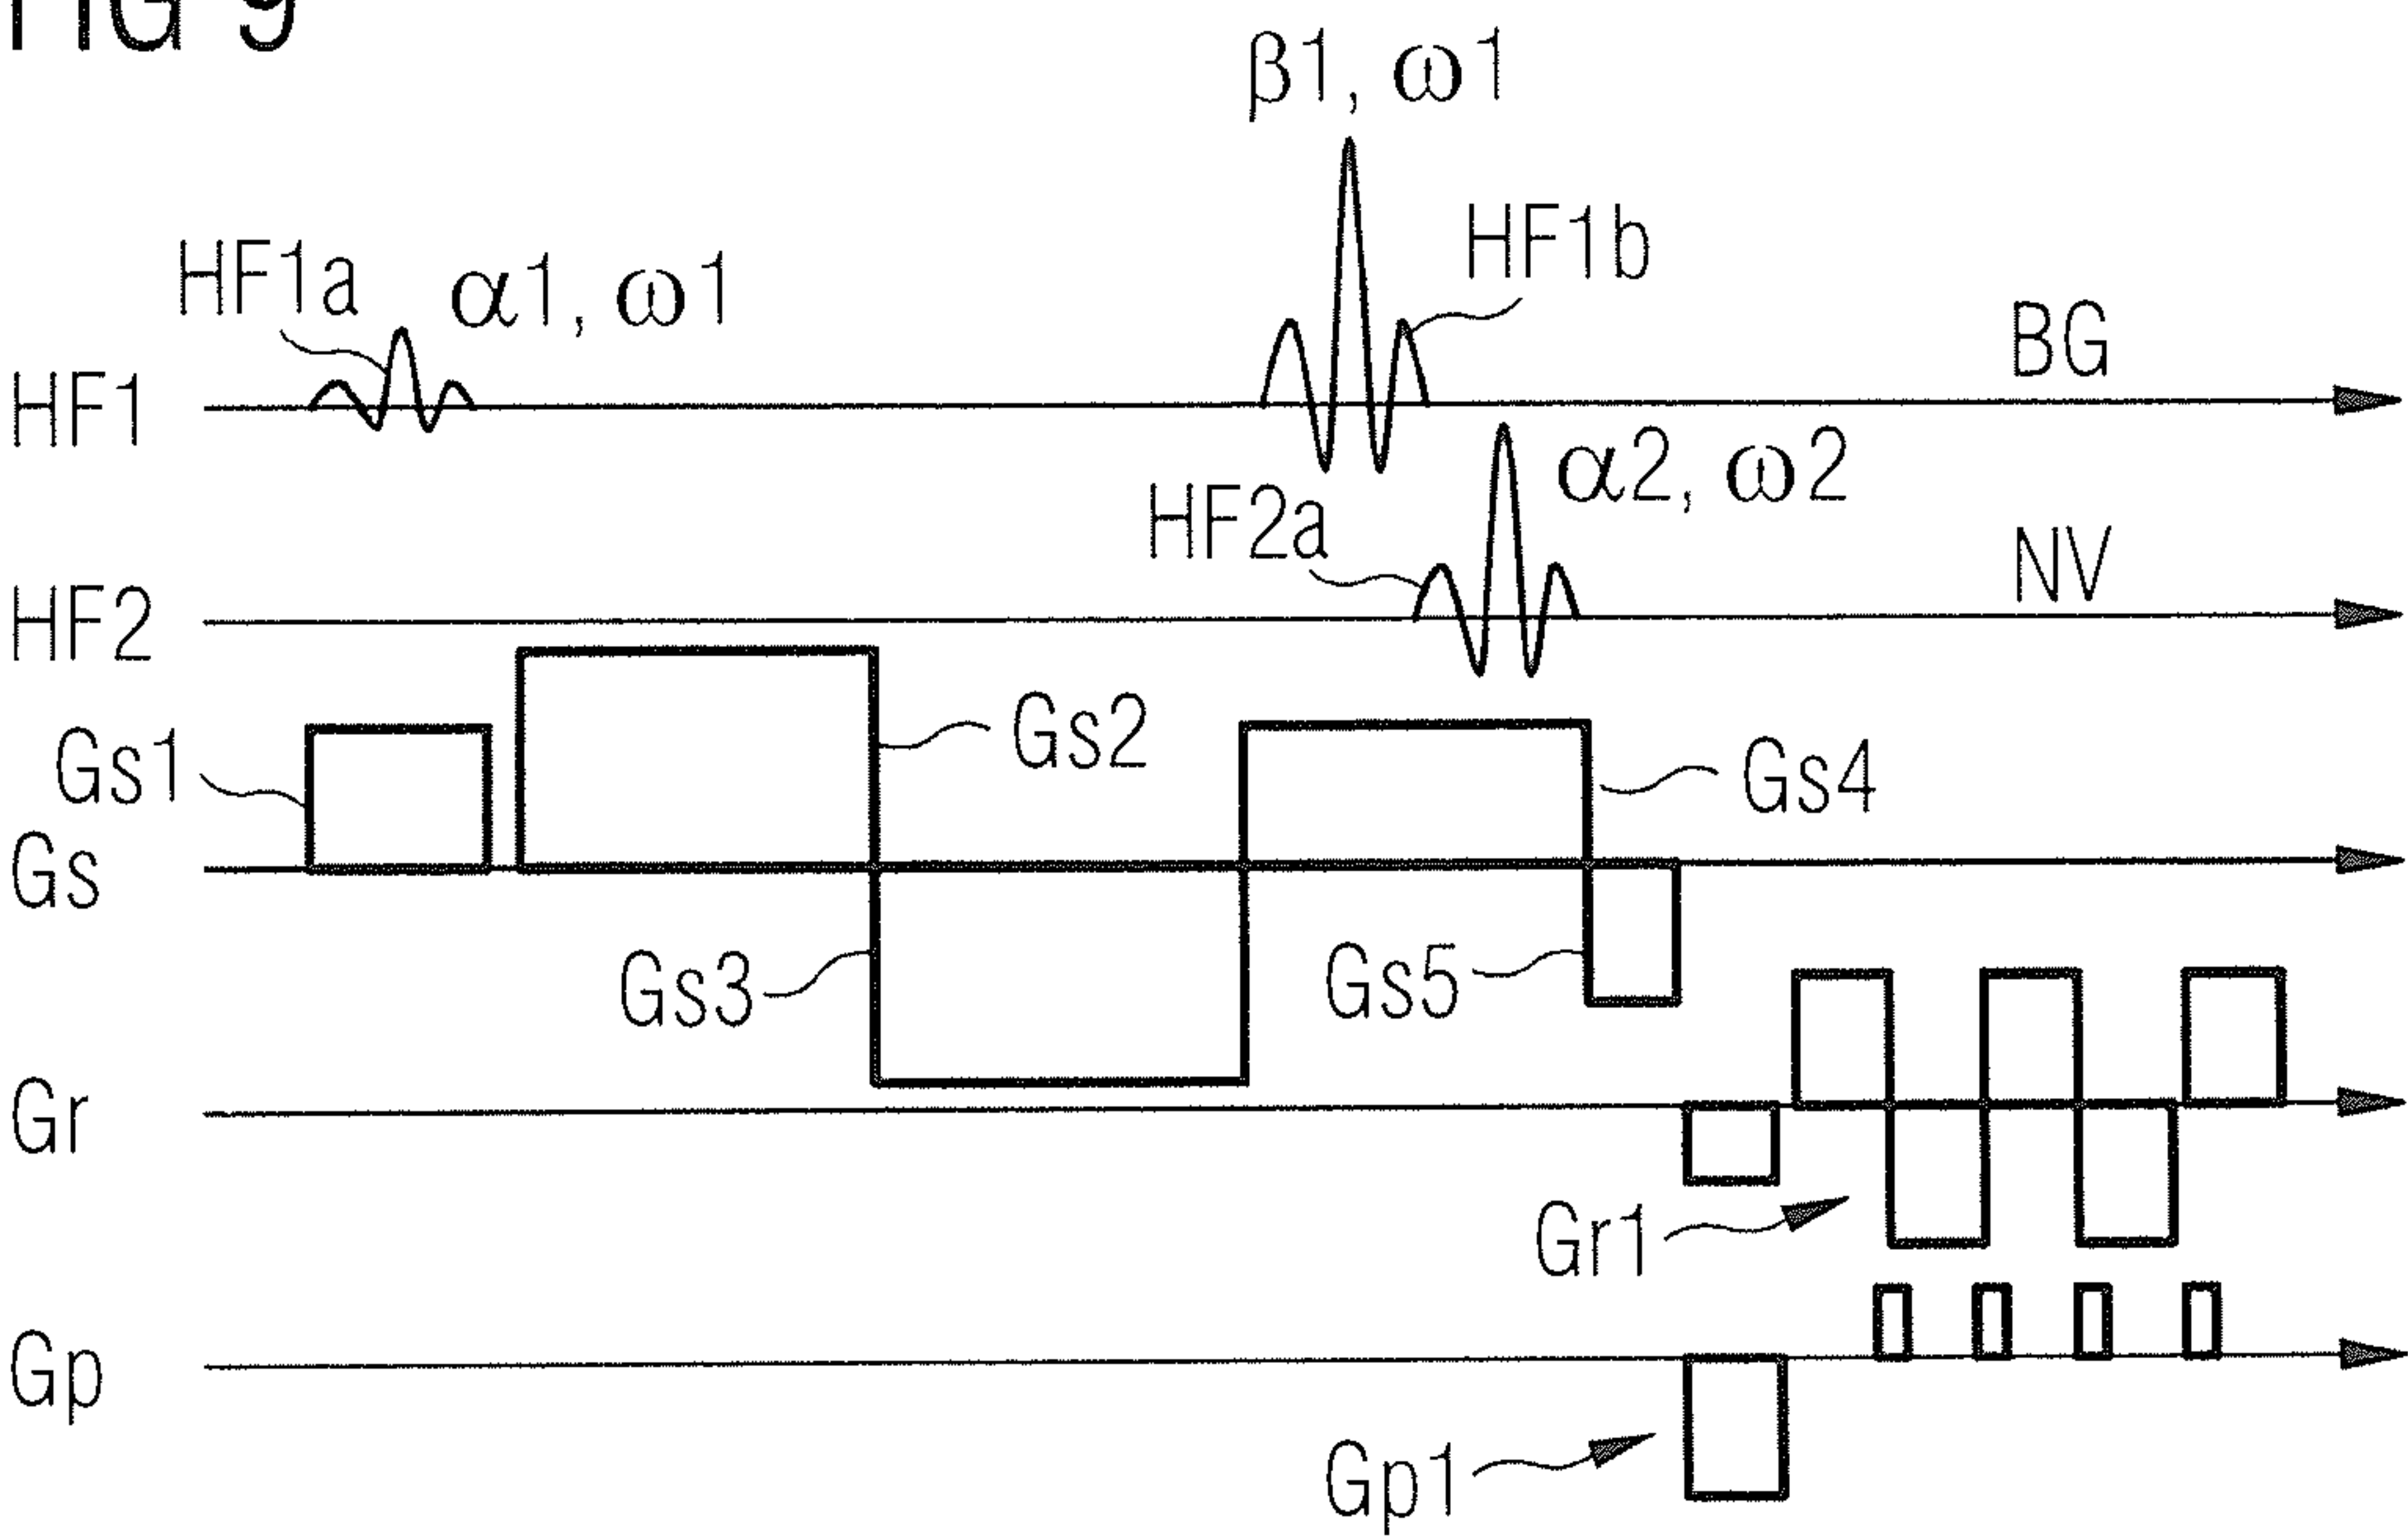 FIG 9
β1, ω1
HF1a
α1, ω1
HF1b
BG
HF1
α2, ω2
HF2a
NV
HF2
Gs1
Gs2
Gs4
Gs
Gs3
Gs5
Gr
Gr1
Gp
Gp1